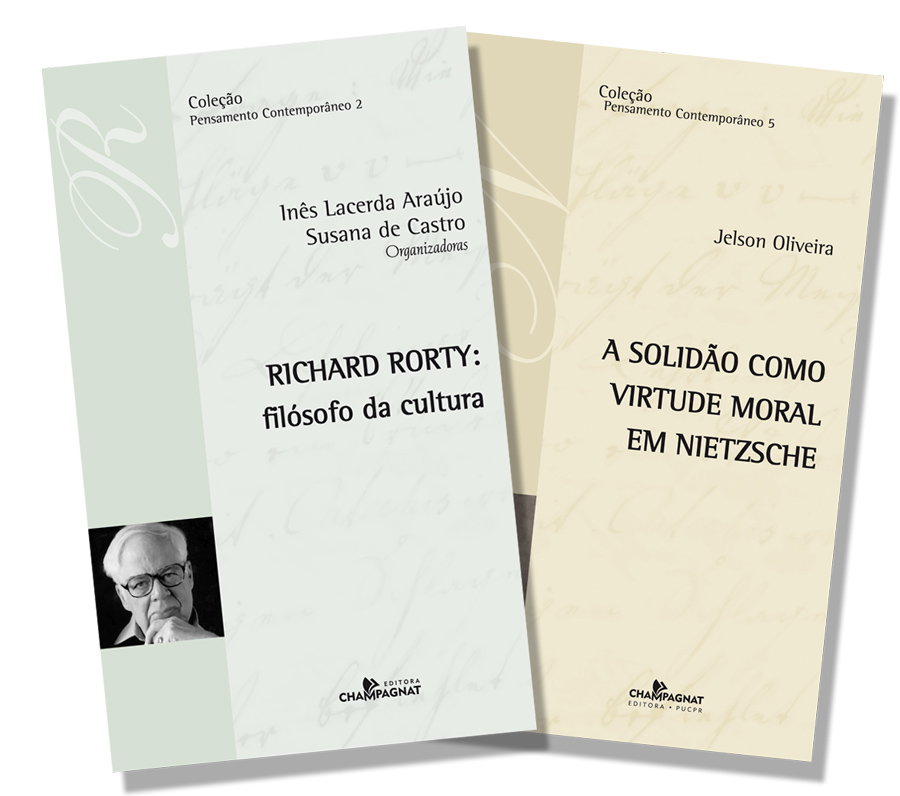 R
Coleção
Pensamento Contemporâneo 2
Inês Lacerda Araújo
Susana de Castro
Organizadoras
RICHARD RORTY:
filósofo da cultura
EDITORA
CHAMPAGNAT
N
Coleção
Pensamento Contemporâneo 5
Jelson Oliveira
A SOLIDÃO COMO
VIRTUDE MORAL
EM NIETZSCHE
CHAMPAGNAT
EDITORA • PUCPR